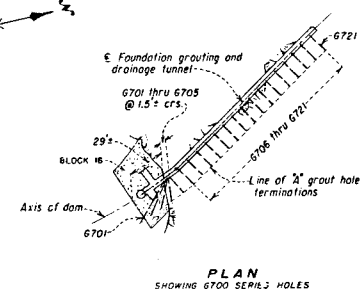 N
G721
℄ Foundation grouting and
drainage tunnel
G701 thru G705
@ 1.5'± crs.
29'±
BLOCK 16
G706 thru G721
Line of "A" grout hole
terminations
Axis of dam
G701
PLAN
SHOWING G700 SERIES HOLES